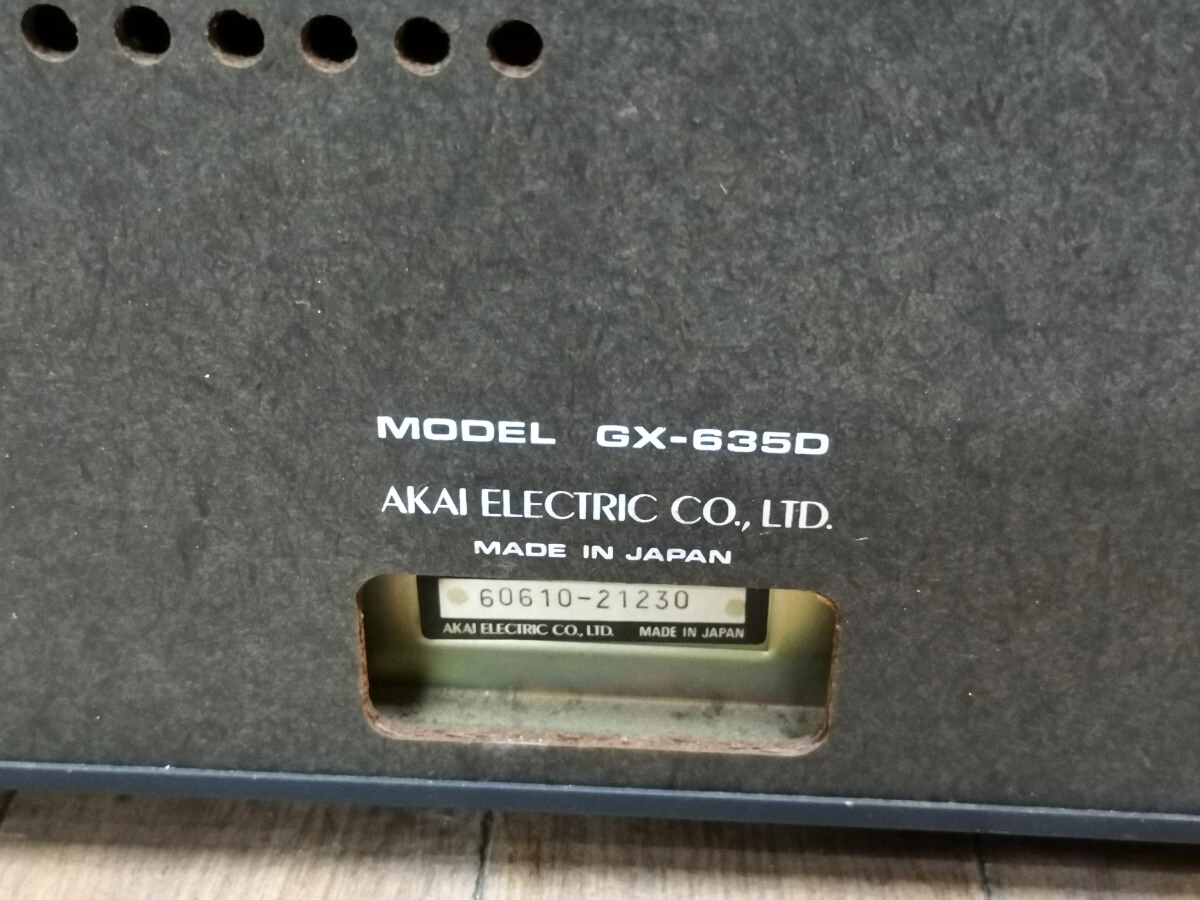 MODEL GX-635D
AKAI ELECTRIC CO., LTD.
MADE IN JAPAN
60610-21230
AKAI ELECTRIC CO., LTD. MADE IN JAPAN